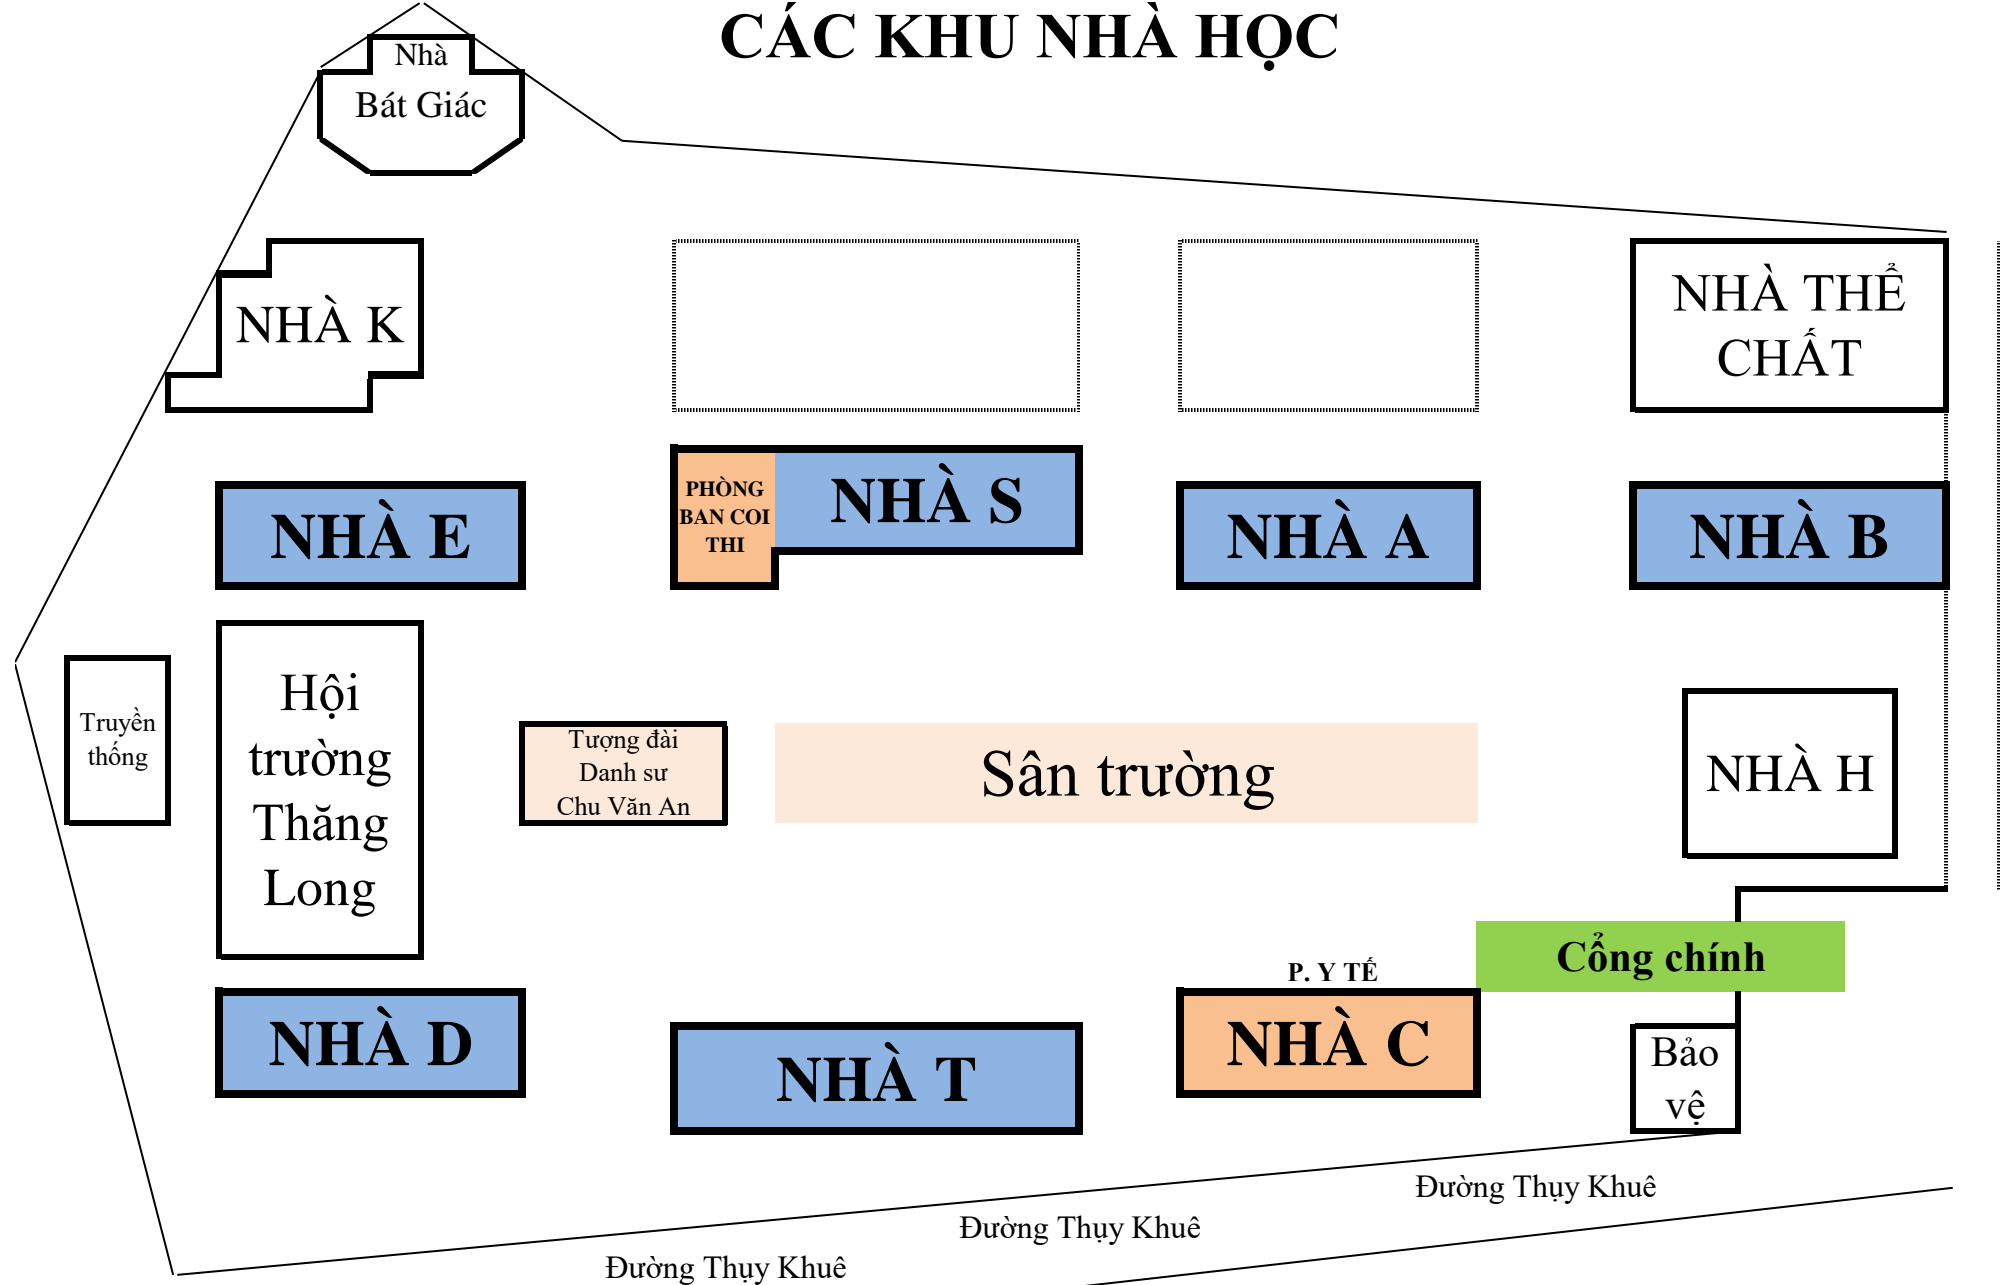 CÁC KHU NHÀ HỌC
Nhà
Bát Giác
NHÀ K
NHÀ THỂ
CHẤT
NHÀ E
PHÒNG
BAN COI
THI
NHÀ S
NHÀ A
NHÀ B
Truyền
thống
Hội
trường
Thăng
Long
Tượng đài
Danh sư
Chu Văn An
Sân trường
NHÀ H
Cổng chính
P. Y TẾ
NHÀ D
NHÀ T
NHÀ C
Bảo
vệ
Đường Thụy Khuê
Đường Thụy Khuê
Đường Thụy Khuê